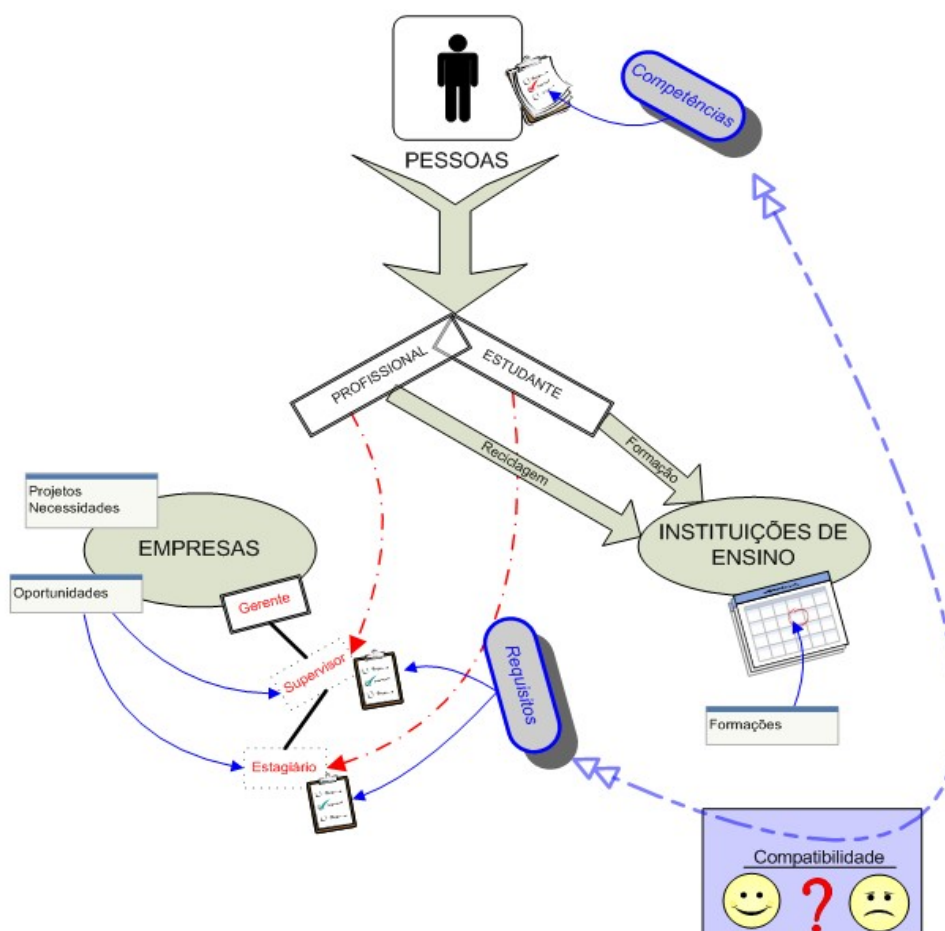 Competências
PESSOAS
PROFISSIONAL
ESTUDANTE
Reciclagem
Formação
Projetos
Necessidades
EMPRESAS
INSTITUIÇÕES DE
ENSINO
Oportunidades
Gerente
Supervisor
Requisitos
Formações
Estagiário
Compatibilidade
?